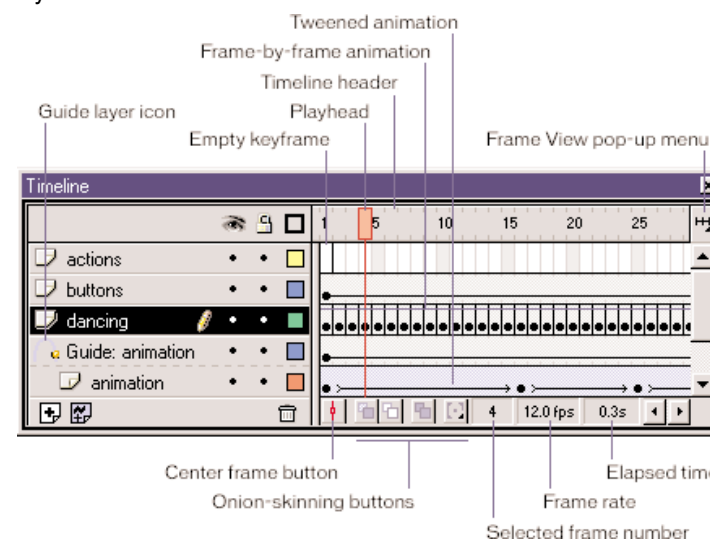 Tweened animation
Frame-by-frame animation
Timeline header
Guide layer icon
Playhead
Empty keyframe
Frame View pop-up menu
Timeline
1 5 10 15 20 25
actions
buttons
dancing
Guide: animation
animation
4 12.0 fps 0.3s
Center frame button
Elapsed time
Onion-skinning buttons
Frame rate
Selected frame number